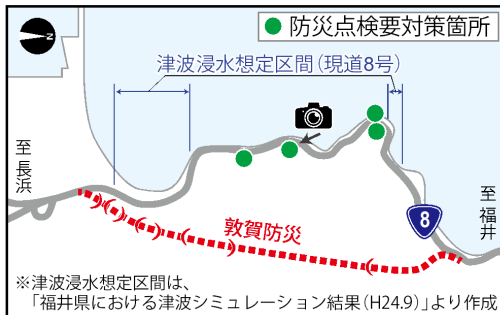 防災点検要対策箇所
津波浸水想定区間(現道8号)
至長浜
至福井
8
敦賀防災
N
※津波浸水想定区間は、
「福井県における津波シミュレーション結果(H24.9)」より作成